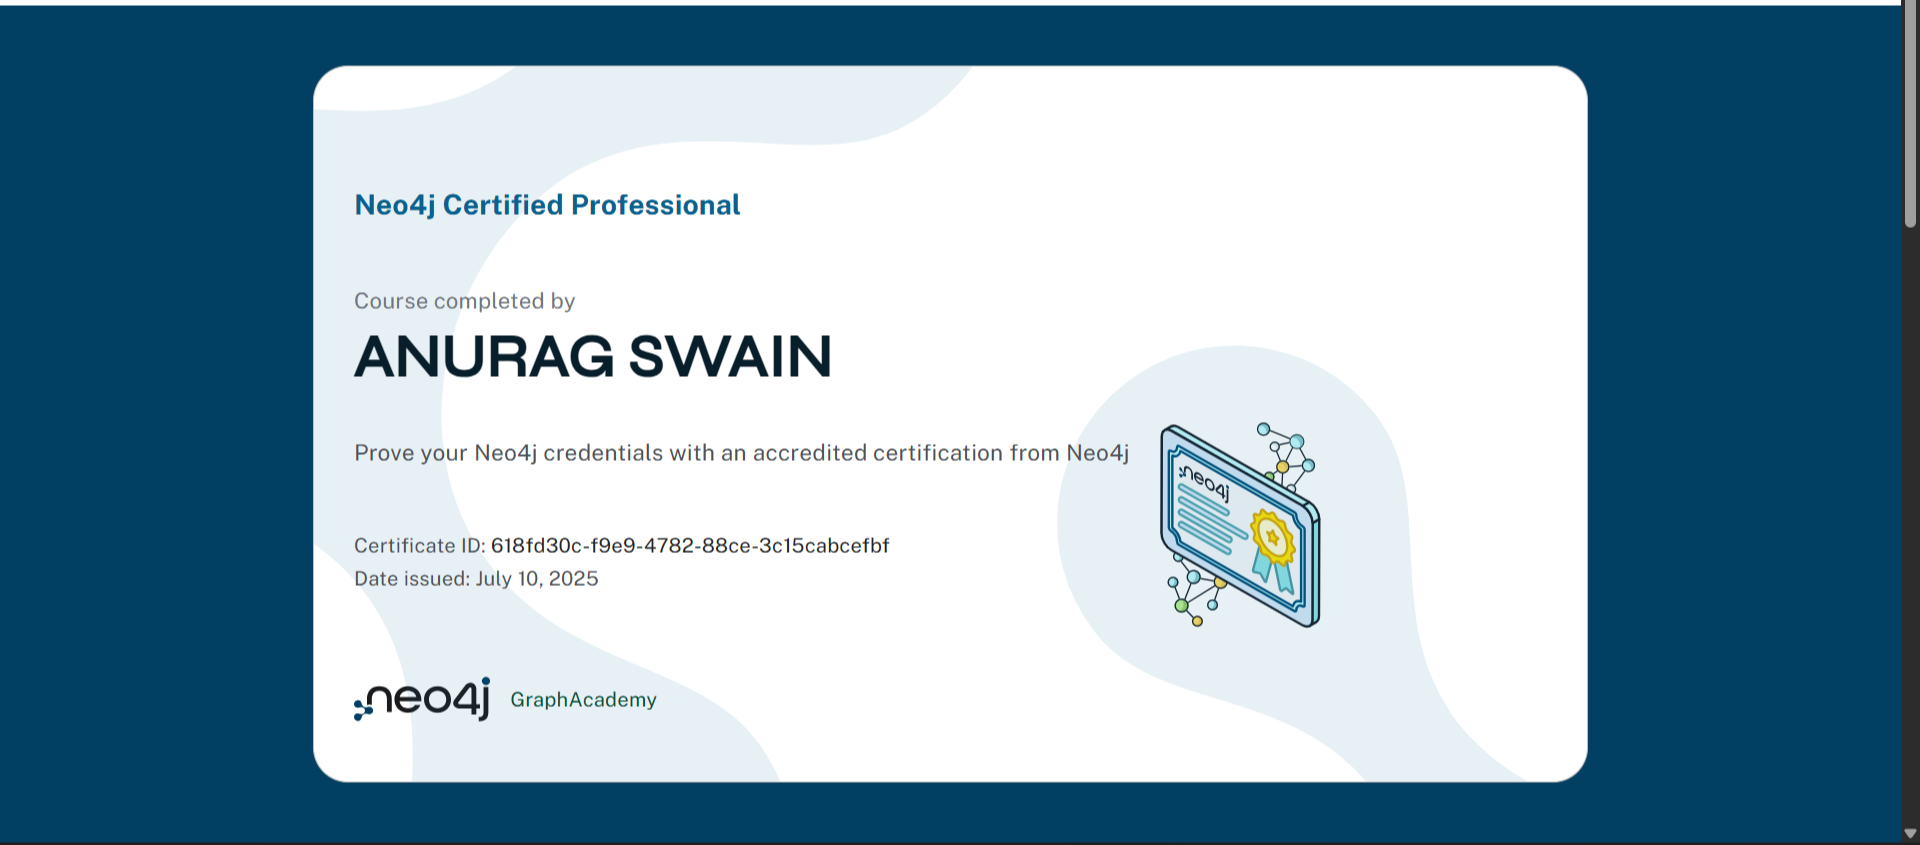 Neo4j Certified Professional
Course completed by
ANURAG SWAIN
Prove your Neo4j credentials with an accredited certification from Neo4j
neo4j
Certificate ID: 618fd30c-f9e9-4782-88ce-3c15cabcefbf
Date issued: July 10, 2025
neo4j GraphAcademy